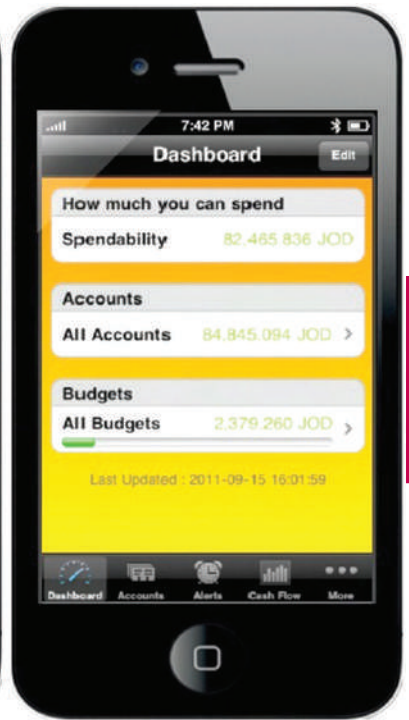 7:42 PM
Dashboard Edit
How much you can spend
Spendability 82.465 836 JOD
Accounts
All Accounts 84.845.094 JOD
Budgets
All Budgets 2.379.260 JOD
Last Updated : 2011-09-15 16:01:59
Dashboard Accounts Alerts Cash Flow More